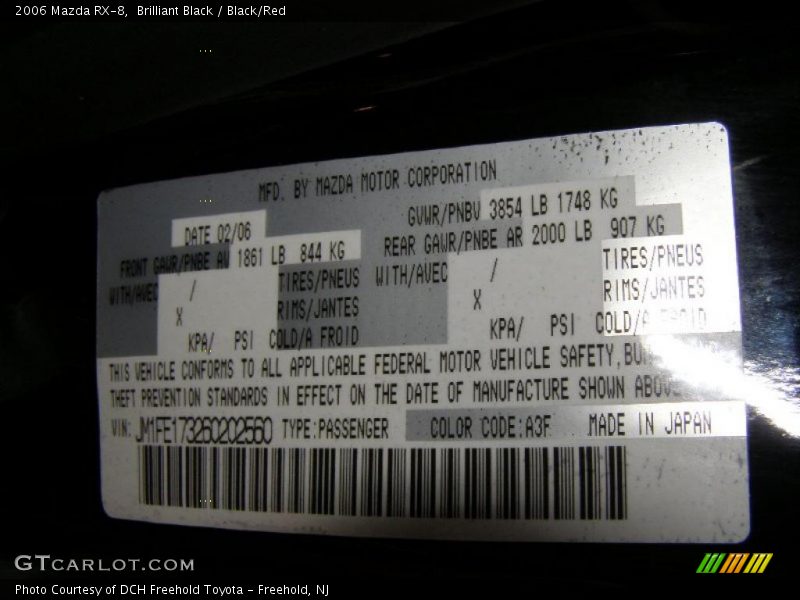 2006 Mazda RX-8, Brilliant Black / Black/Red
MFD. BY MAZDA MOTOR CORPORATION
DATE 02/06 GVWR/PNBV 3854 LB 1748 KG
FRONT GAWR/PNBE AV 1861 LB 844 KG REAR GAWR/PNBE AR 2000 LB 907 KG
WITH/AVEC / TIRES/PNEUS WITH/AVEC / TIRES/PNEUS
X RIMS/JANTES X RIMS/JANTES
KPA/ PSI COLD/A FROID KPA/ PSI COLD/A FROID
THIS VEHICLE CONFORMS TO ALL APPLICABLE FEDERAL MOTOR VEHICLE SAFETY,
THEFT PREVENTION STANDARDS IN EFFECT ON THE DATE OF MANUFACTURE SHOWN
VIN: JM1FE173260202560 TYPE:PASSENGER COLOR CODE:A3F MADE IN JAPAN
GTCARLOT.COM
Photo Courtesy of DCH Freehold Toyota - Freehold, NJ